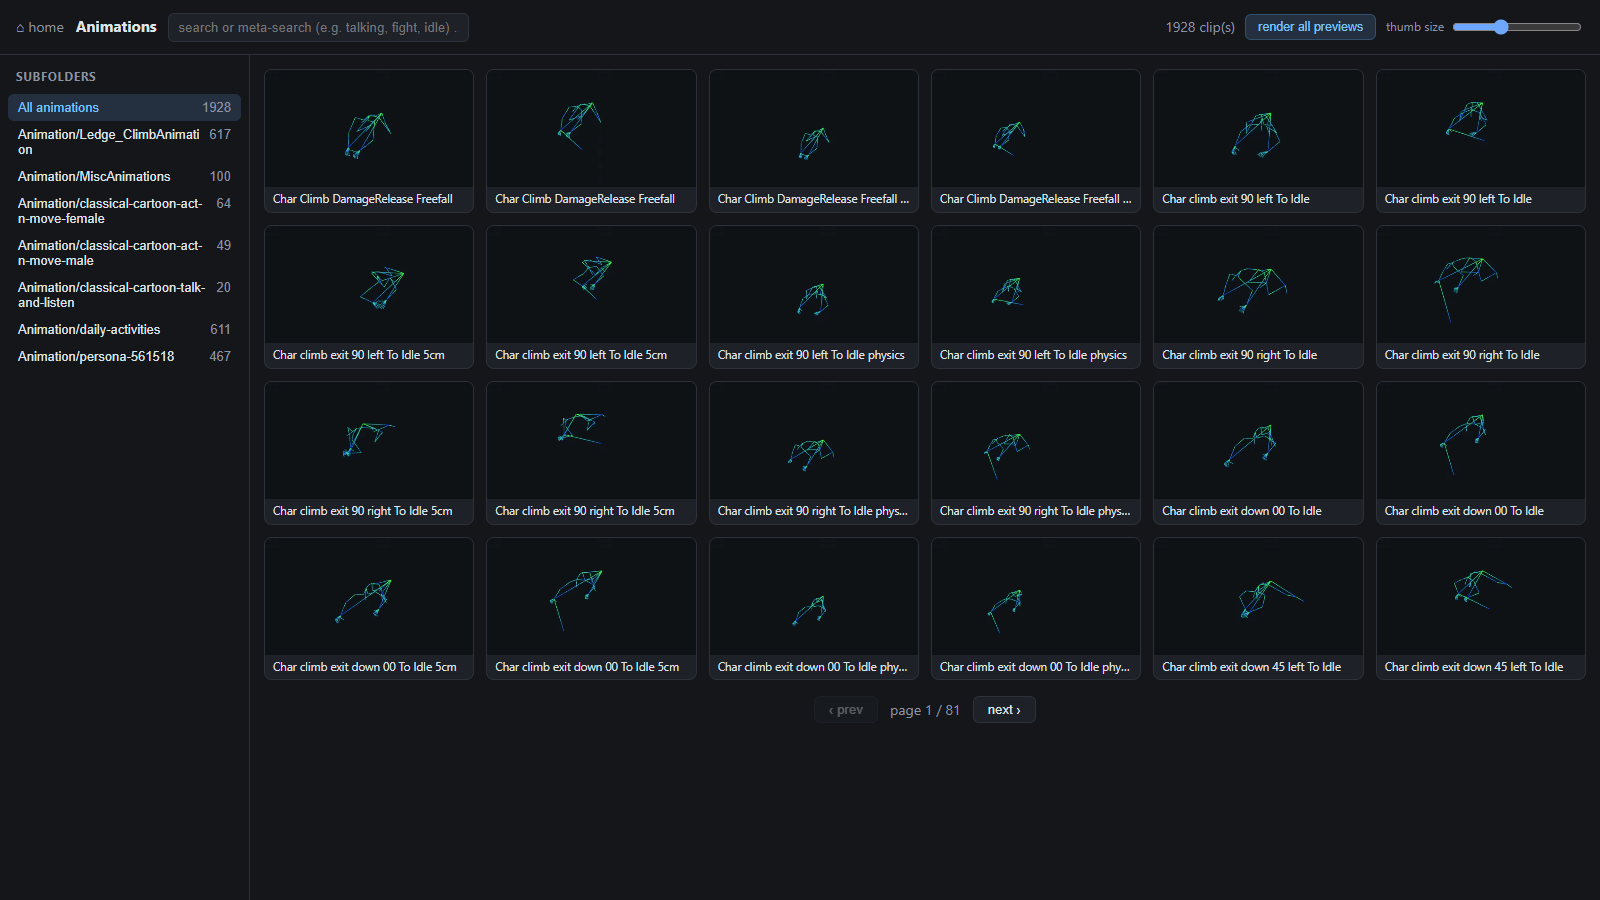 ⌂ home Animations search or meta-search (e.g. talking, fight, idle) . 1928 clip(s) render all previews thumb size
SUBFOLDERS
All animations 1928
Animation/Ledge_ClimbAnimati 617
on
Animation/MiscAnimations 100
Animation/classical-cartoon-act- 64
n-move-female
Animation/classical-cartoon-act- 49
n-move-male
Animation/classical-cartoon-talk- 20
and-listen
Animation/daily-activities 611
Animation/persona-561518 467
Char Climb DamageRelease Freefall
Char Climb DamageRelease Freefall
Char Climb DamageRelease Freefall ...
Char Climb DamageRelease Freefall ...
Char climb exit 90 left To Idle
Char climb exit 90 left To Idle
Char climb exit 90 left To Idle 5cm
Char climb exit 90 left To Idle 5cm
Char climb exit 90 left To Idle physics
Char climb exit 90 left To Idle physics
Char climb exit 90 right To Idle
Char climb exit 90 right To Idle
Char climb exit 90 right To Idle 5cm
Char climb exit 90 right To Idle 5cm
Char climb exit 90 right To Idle phys...
Char climb exit 90 right To Idle phys...
Char climb exit down 00 To Idle
Char climb exit down 00 To Idle
Char climb exit down 00 To Idle 5cm
Char climb exit down 00 To Idle 5cm
Char climb exit down 00 To Idle phy...
Char climb exit down 00 To Idle phy...
Char climb exit down 45 left To Idle
Char climb exit down 45 left To Idle
‹ prev page 1 / 81 next ›